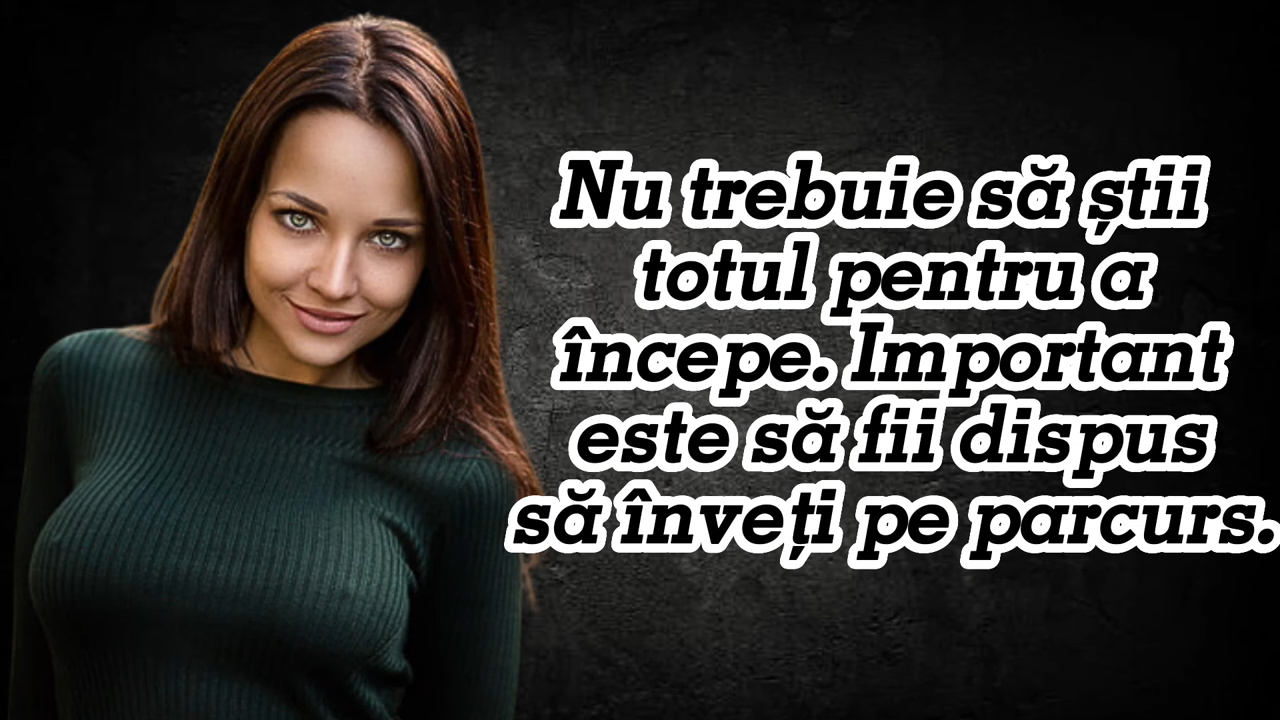 Nu trebuie să știi
totul pentru a
începe. Important
este să fii dispus
să înveți pe parcurs.